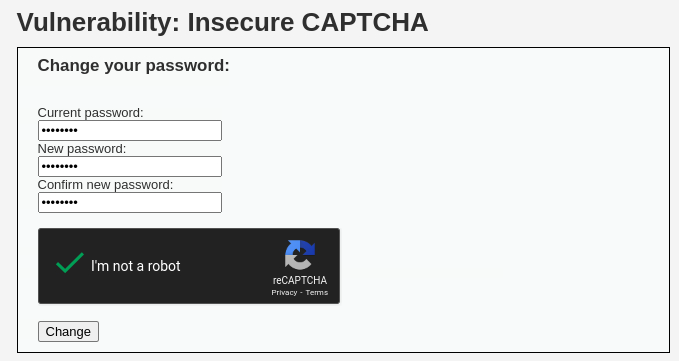 Vulnerability: Insecure CAPTCHA
Change your password:
Current password:
••••••••
New password:
••••••••
Confirm new password:
••••••••
I'm not a robot
reCAPTCHA
Privacy - Terms
Change